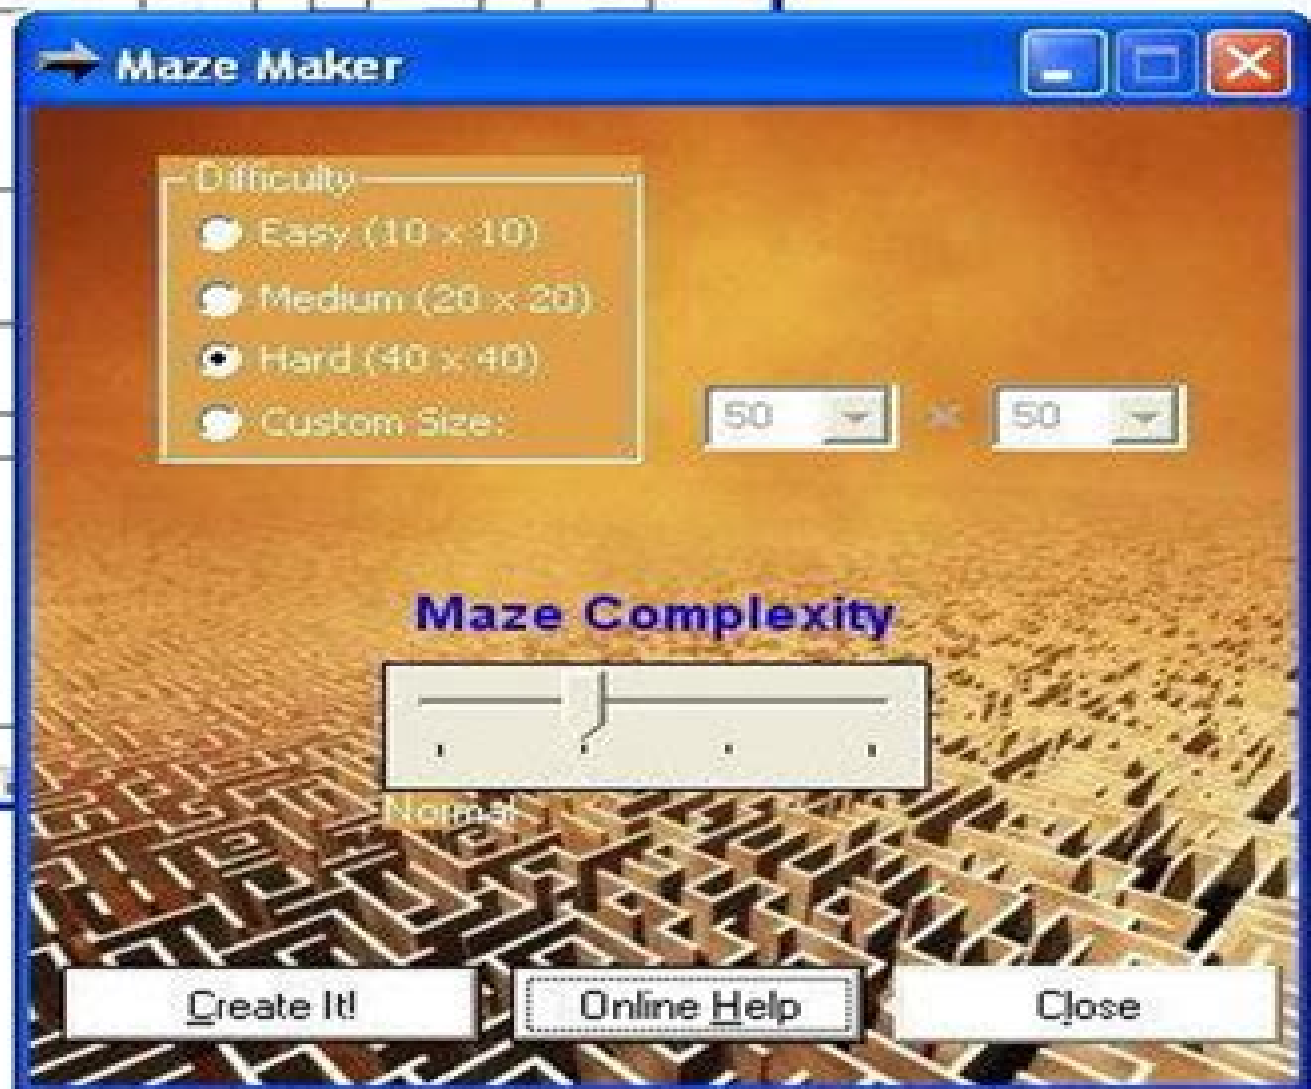 Maze Maker
Difficulty
Easy (10 x 10)
Medium (20 x 20)
Hard (40 x 40)
Custom Size:
50 x 50
Maze Complexity
Normal
Create It!
Online Help
Close